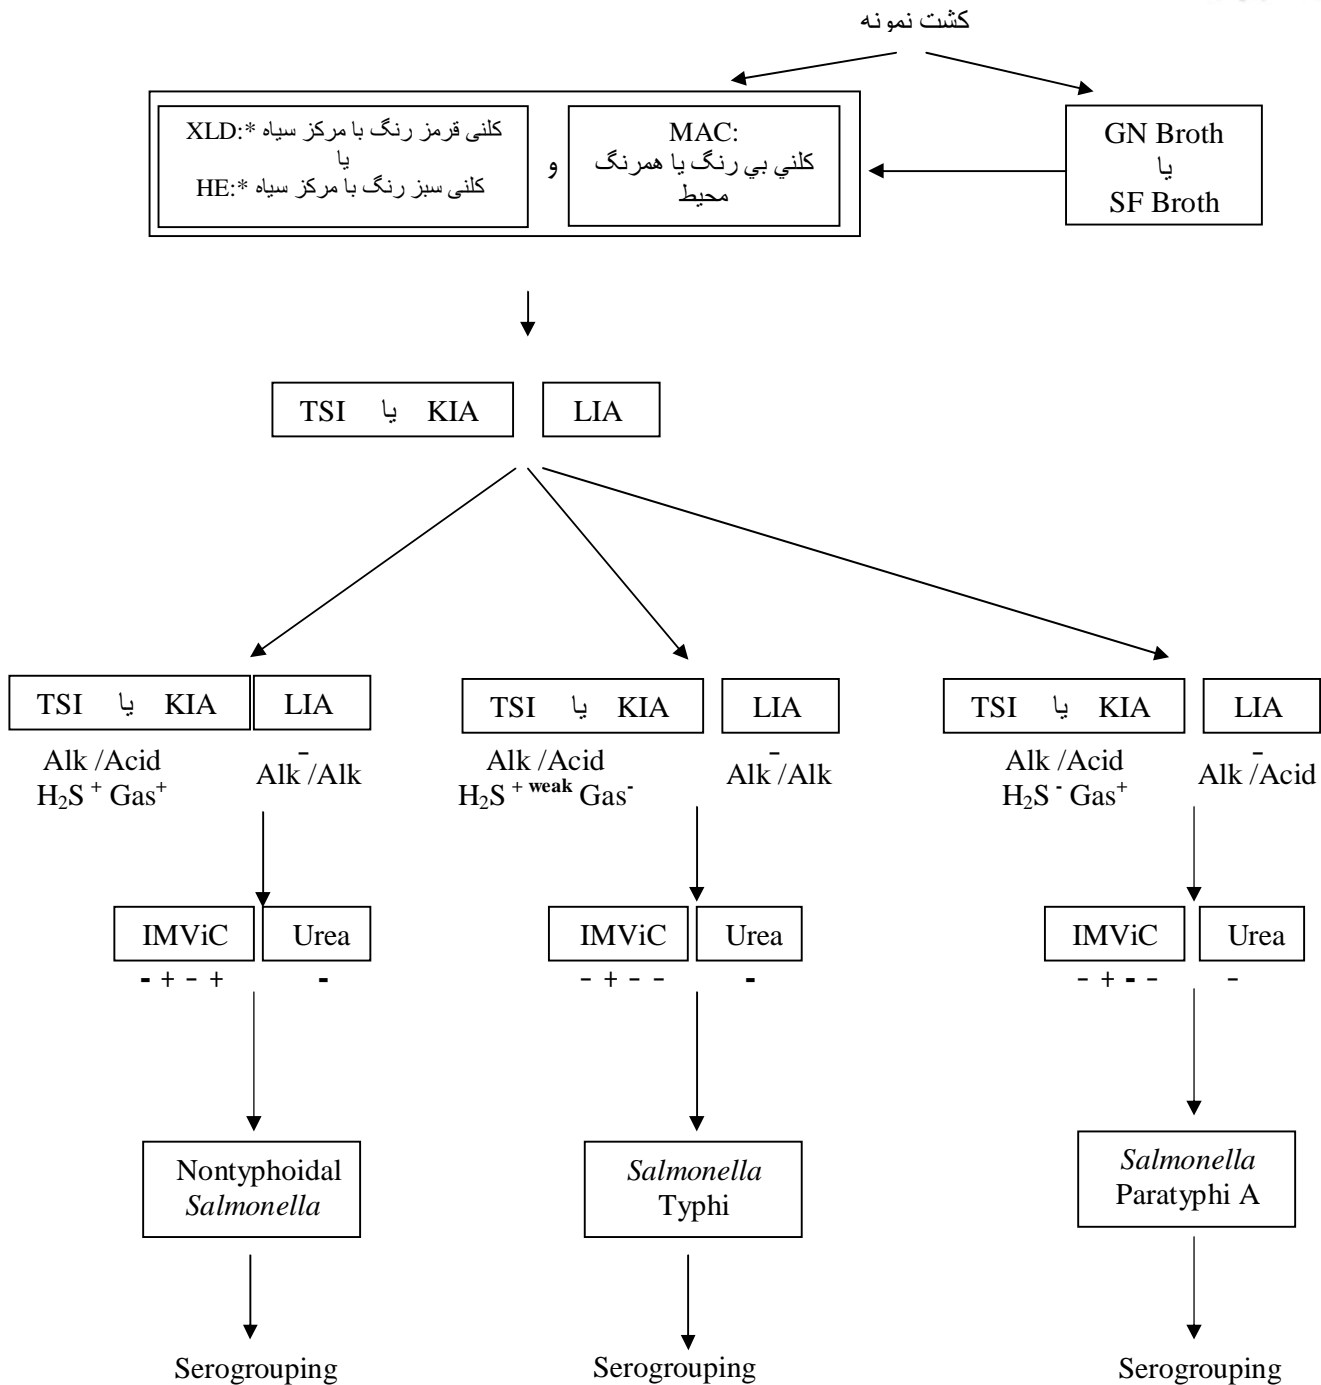 کشت نمونه
XLD:* کلنی قرمز رنگ با مرکز سیاه
یا
HE:* کلنی سبز رنگ با مرکز سیاه
و
MAC:
کلني بي رنگ يا همرنگ
محيط
GN Broth
یا
SF Broth
TSI یا KIA
LIA
TSI یا KIA
LIA
Alk /Acid
H₂S ⁺ Gas⁺
–
Alk /Alk
TSI یا KIA
LIA
Alk /Acid
H₂S ⁺ weak Gas⁻
–
Alk /Alk
TSI یا KIA
LIA
Alk /Acid
H₂S ⁻ Gas⁺
–
Alk /Acid
IMViC
Urea
- + - +
-
IMViC
Urea
- + - -
-
IMViC
Urea
- + - -
-
Nontyphoidal
Salmonella
Salmonella
Typhi
Salmonella
Paratyphi A
Serogrouping
Serogrouping
Serogrouping